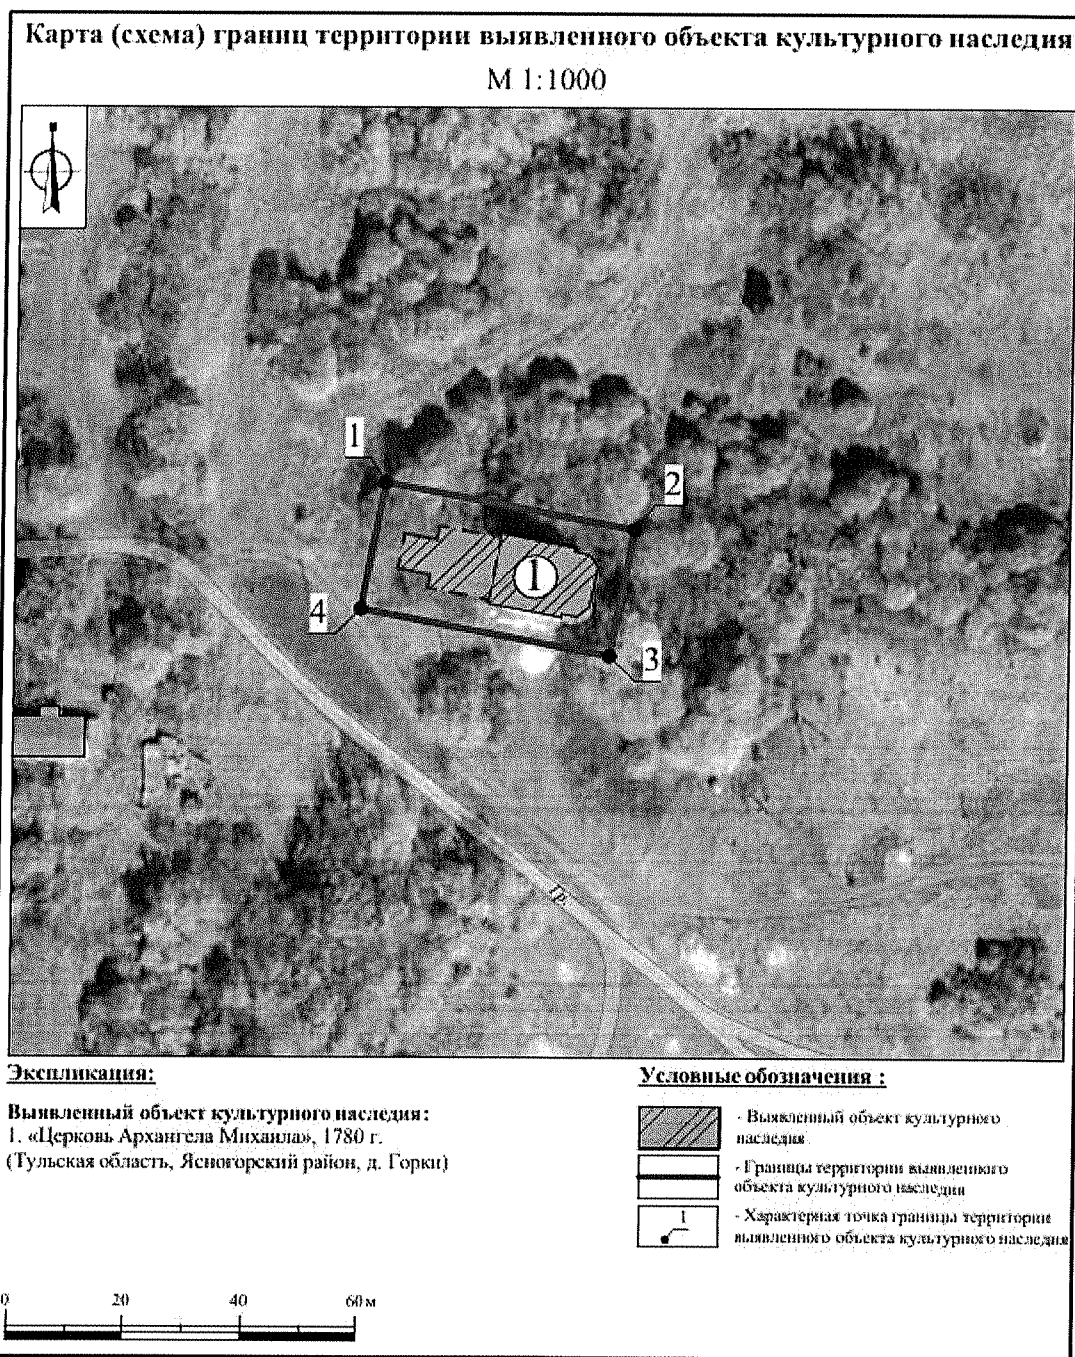 Карта (схема) границ территории выявленного объекта культурного наследия
М 1:1000
1
2
1
4
3
Гр.
Экспликация:
Выявленный объект культурного наследия:
1. «Церковь Архангела Михаила», 1780 г.
(Тульская область, Ясногорский район, д. Горки)
Условные обозначения :
- Выявленный объект культурного
наследия
- Границы территории выявленного
объекта культурного наследия
1
- Характерная точка границы территории
выявленного объекта культурного наследия
0 20 40 60 м